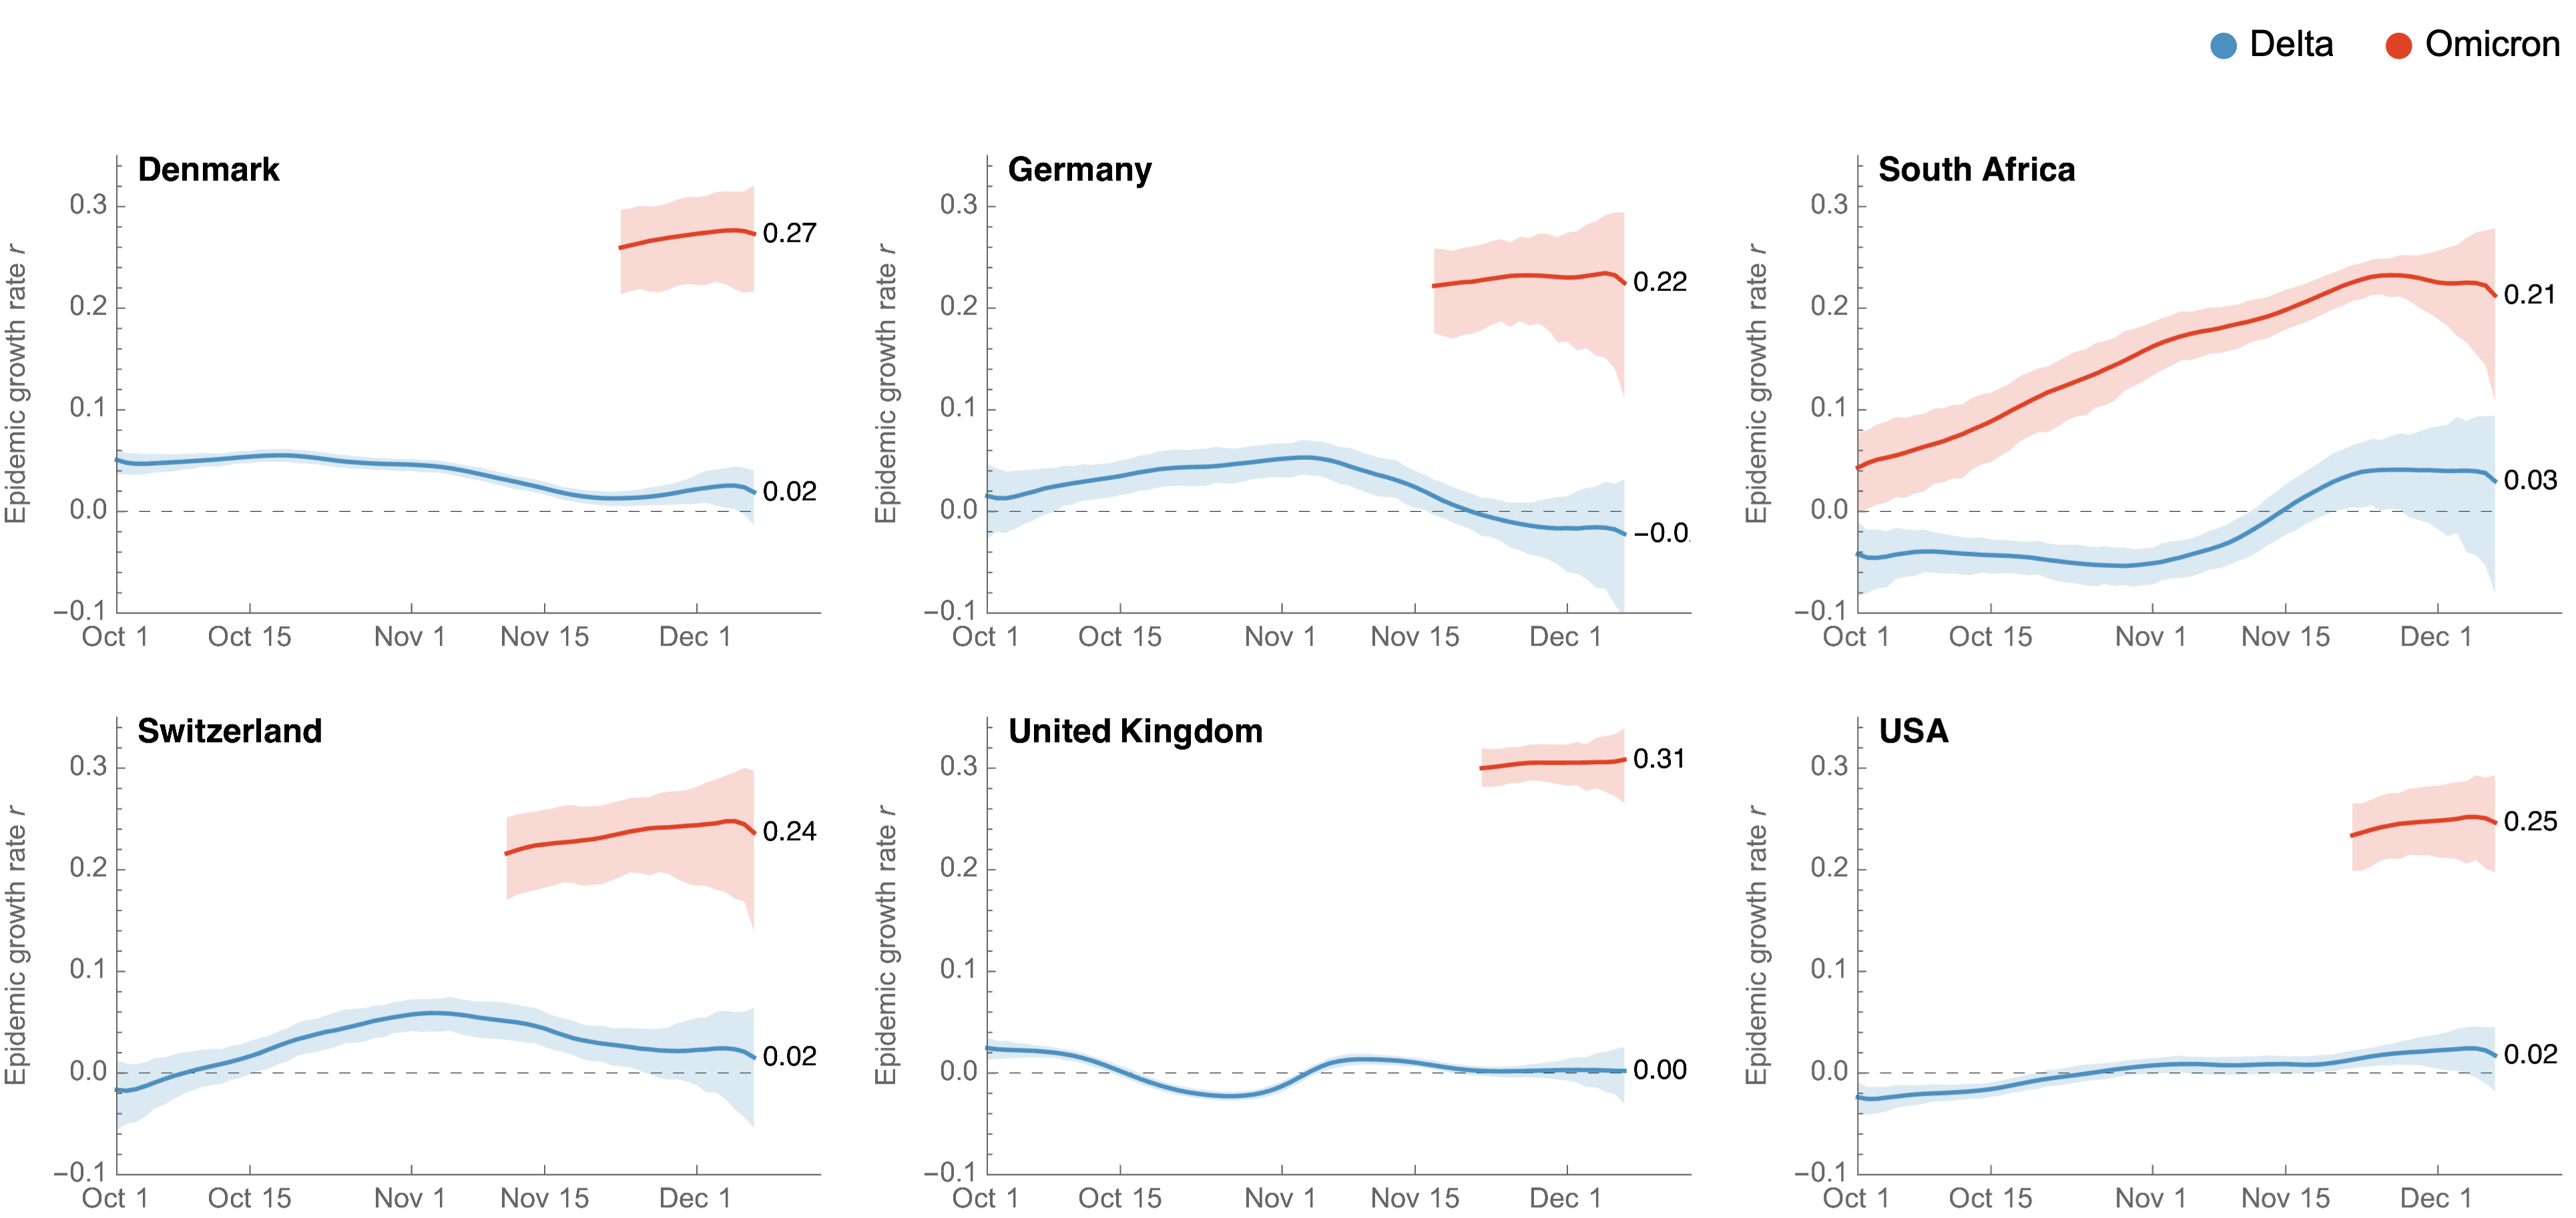 Delta Omicron
Denmark
Epidemic growth rate r
0.3
0.2
0.1
0.0
−0.1
Oct 1 Oct 15 Nov 1 Nov 15 Dec 1
0.27
0.02
Germany
Epidemic growth rate r
0.3
0.2
0.1
0.0
−0.1
Oct 1 Oct 15 Nov 1 Nov 15 Dec 1
0.22
−0.0
South Africa
Epidemic growth rate r
0.3
0.2
0.1
0.0
−0.1
Oct 1 Oct 15 Nov 1 Nov 15 Dec 1
0.21
0.03
Switzerland
Epidemic growth rate r
0.3
0.2
0.1
0.0
−0.1
Oct 1 Oct 15 Nov 1 Nov 15 Dec 1
0.24
0.02
United Kingdom
Epidemic growth rate r
0.3
0.2
0.1
0.0
−0.1
Oct 1 Oct 15 Nov 1 Nov 15 Dec 1
0.31
0.00
USA
Epidemic growth rate r
0.3
0.2
0.1
0.0
−0.1
Oct 1 Oct 15 Nov 1 Nov 15 Dec 1
0.25
0.02